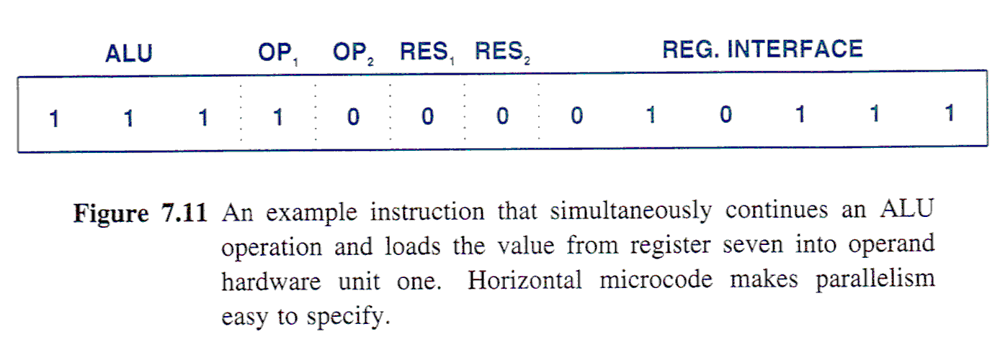 ALU OP₁ OP₂ RES₁ RES₂ REG. INTERFACE
1 1 1 1 0 0 0 0 1 0 1 1 1
Figure 7.11 An example instruction that simultaneously continues an ALU
operation and loads the value from register seven into operand
hardware unit one. Horizontal microcode makes parallelism
easy to specify.